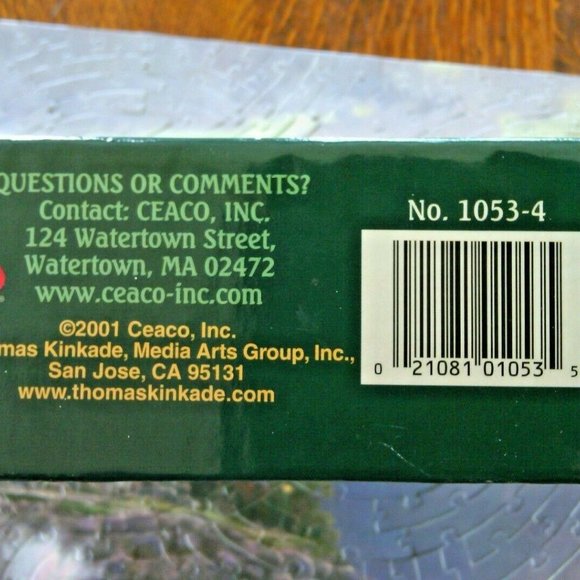 QUESTIONS OR COMMENTS?
Contact: CEACO, INC.
124 Watertown Street,
Watertown, MA 02472
www.ceaco-inc.com
©2001 Ceaco, Inc.
mas Kinkade, Media Arts Group, Inc.,
San Jose, CA 95131
www.thomaskinkade.com
No. 1053-4
0 21081 01053 5